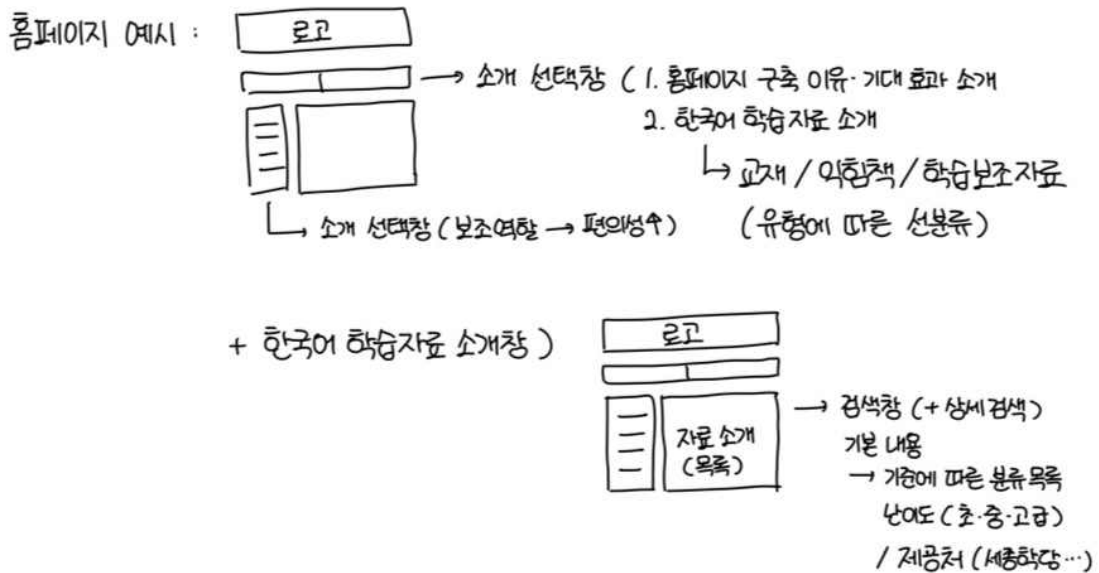 홈페이지 예시 :
로고
→ 소개 선택창 ( 1. 홈페이지 구축 이유·기대 효과 소개
2. 한국어 학습자료 소개
↳ 교재 / 익힘책 / 학습보조자료
(유형에 따른 선분류)
↳ 소개 선택창 (보조역할 → 편의성↑)
+ 한국어 학습자료 소개창 )
로고
자료 소개
(목록)
→ 검색창 (+ 상세검색)
기본 내용
→ 기준에 따른 분류 목록
난이도 (초·중·고급)
/ 제공처 (세종학당…)